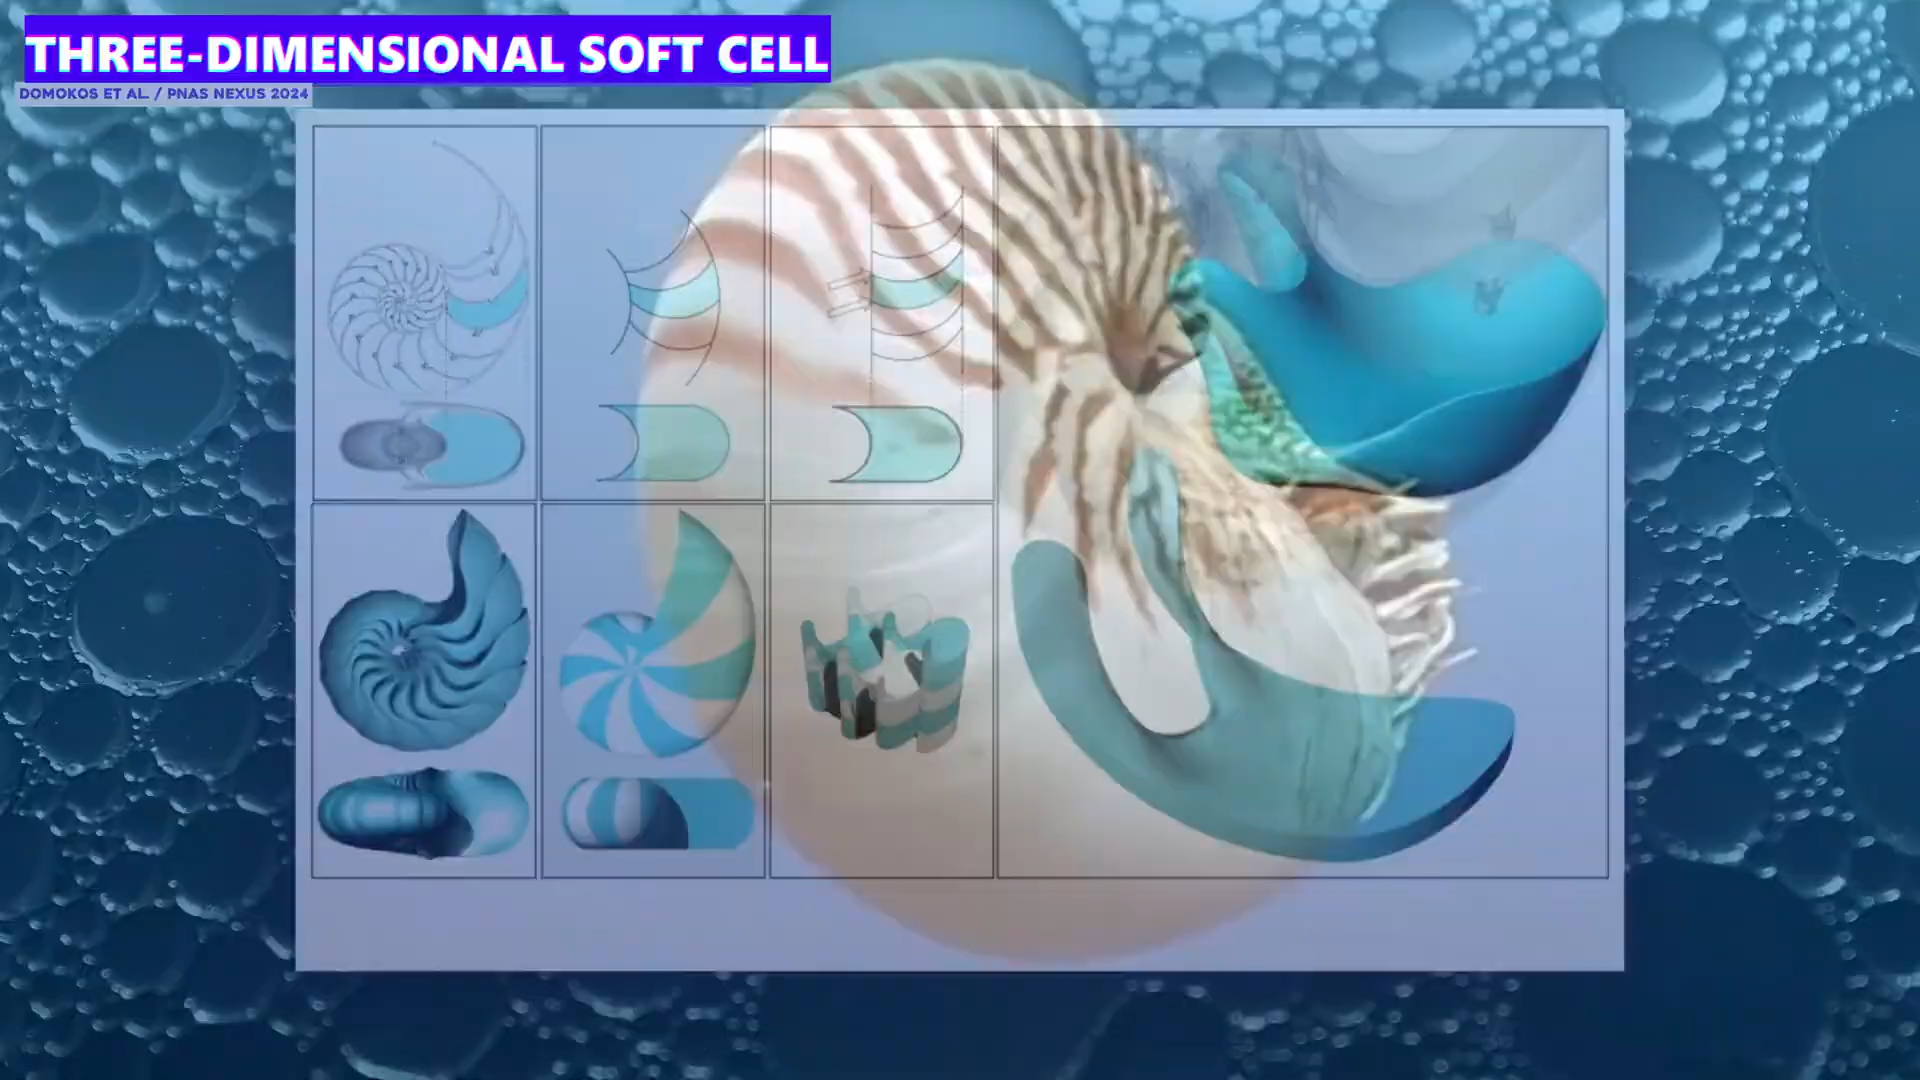 THREE-DIMENSIONAL SOFT CELL
DOMOKOS ET AL. / PNAS NEXUS 2024